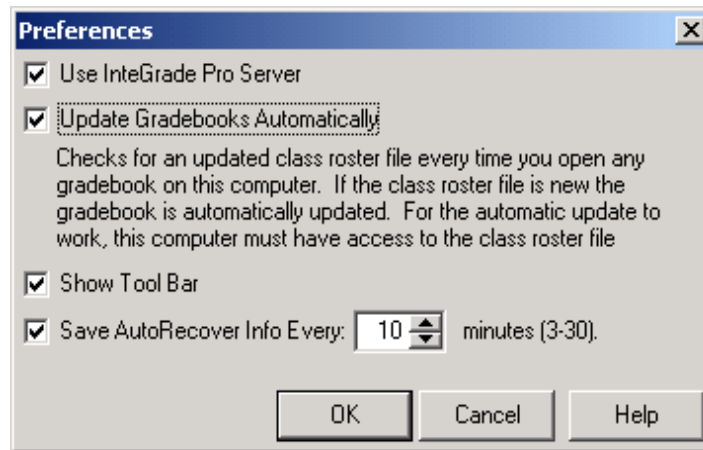 Preferences
Use InteGrade Pro Server
Update Gradebooks Automatically
Checks for an updated class roster file every time you open any
gradebook on this computer. If the class roster file is new the
gradebook is automatically updated. For the automatic update to
work, this computer must have access to the class roster file
Show Tool Bar
Save AutoRecover Info Every: 10 minutes (3-30).
OK Cancel Help